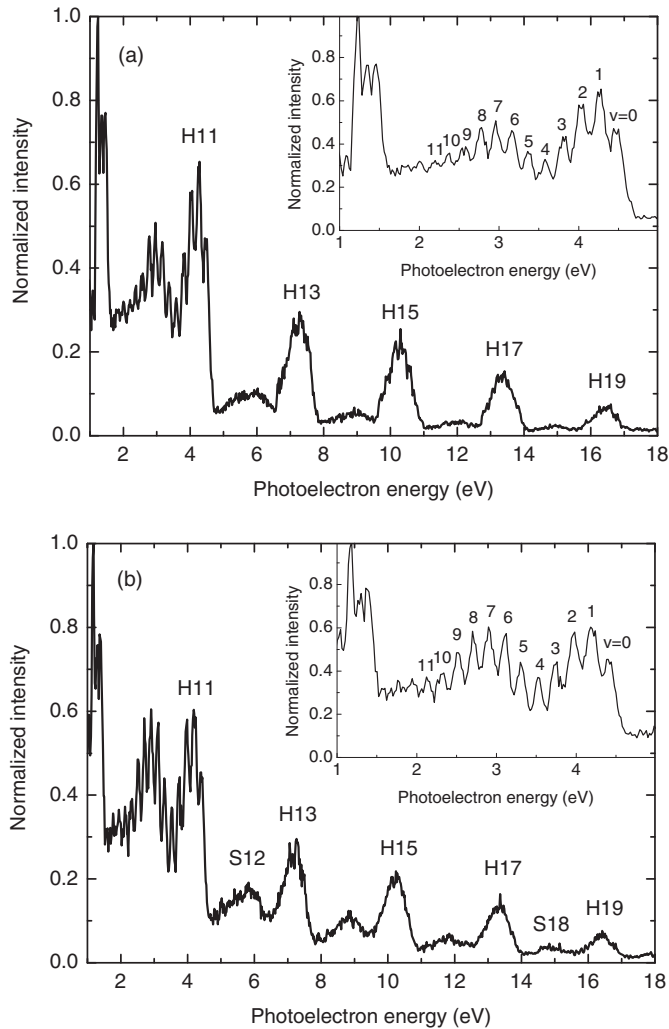 (a)
H11
H13
H15
H17
H19
Normalized intensity
1.0
0.8
0.6
0.4
0.2
0.0
2 4 6 8 10 12 14 16 18
Photoelectron energy (eV)
Normalized intensity
1.0
0.8
0.6
0.4
0.2
0.0
11 10 9 8 7 6 5 4 3 2 1 v=0
1 2 3 4
Photoelectron energy (eV)
(b)
H11
S12
H13
H15
H17
S18
H19
Normalized intensity
1.0
0.8
0.6
0.4
0.2
0.0
2 4 6 8 10 12 14 16 18
Photoelectron energy (eV)
Normalized intensity
1.0
0.8
0.6
0.4
0.2
0.0
11 10 9 8 7 6 5 4 3 2 1 v=0
1 2 3 4
Photoelectron energy (eV)